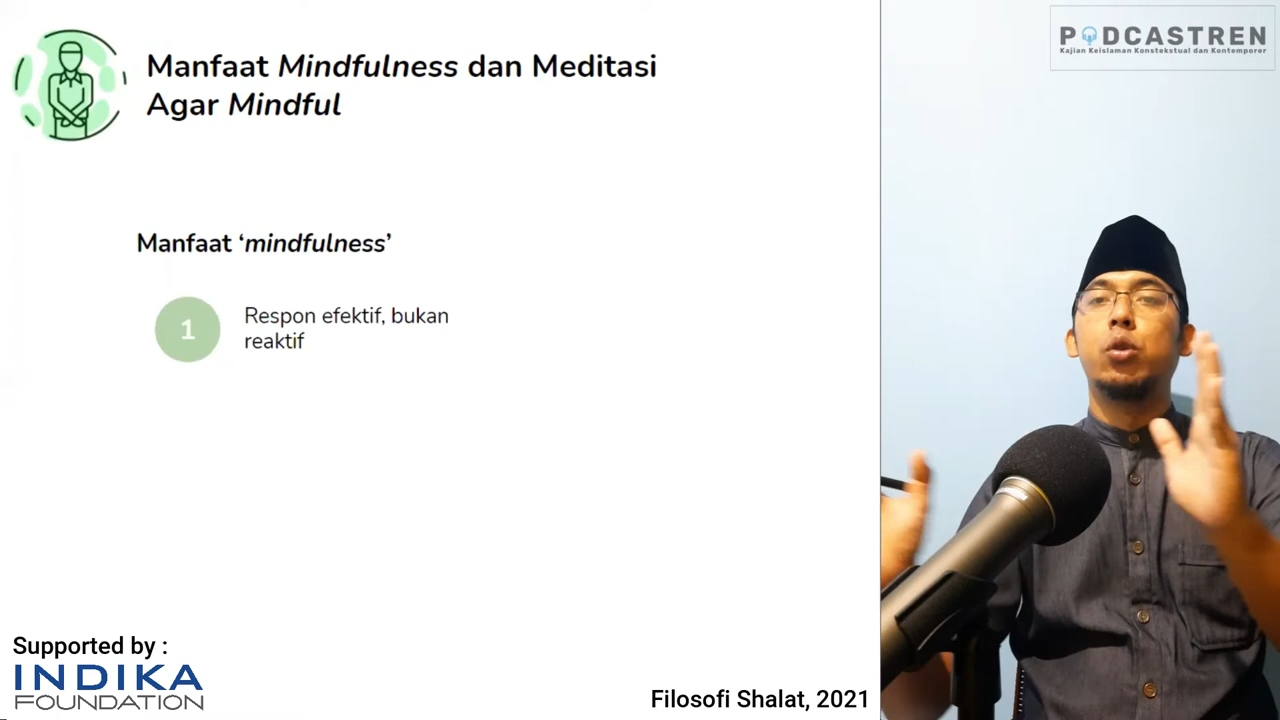 Manfaat Mindfulness dan Meditasi
Agar Mindful
PODCASTREN
Kajian Keislaman Konstekstual dan Kontemporer
Manfaat ‘mindfulness’
1
Respon efektif, bukan
reaktif
Supported by :
INDIKA
FOUNDATION
Filosofi Shalat, 2021